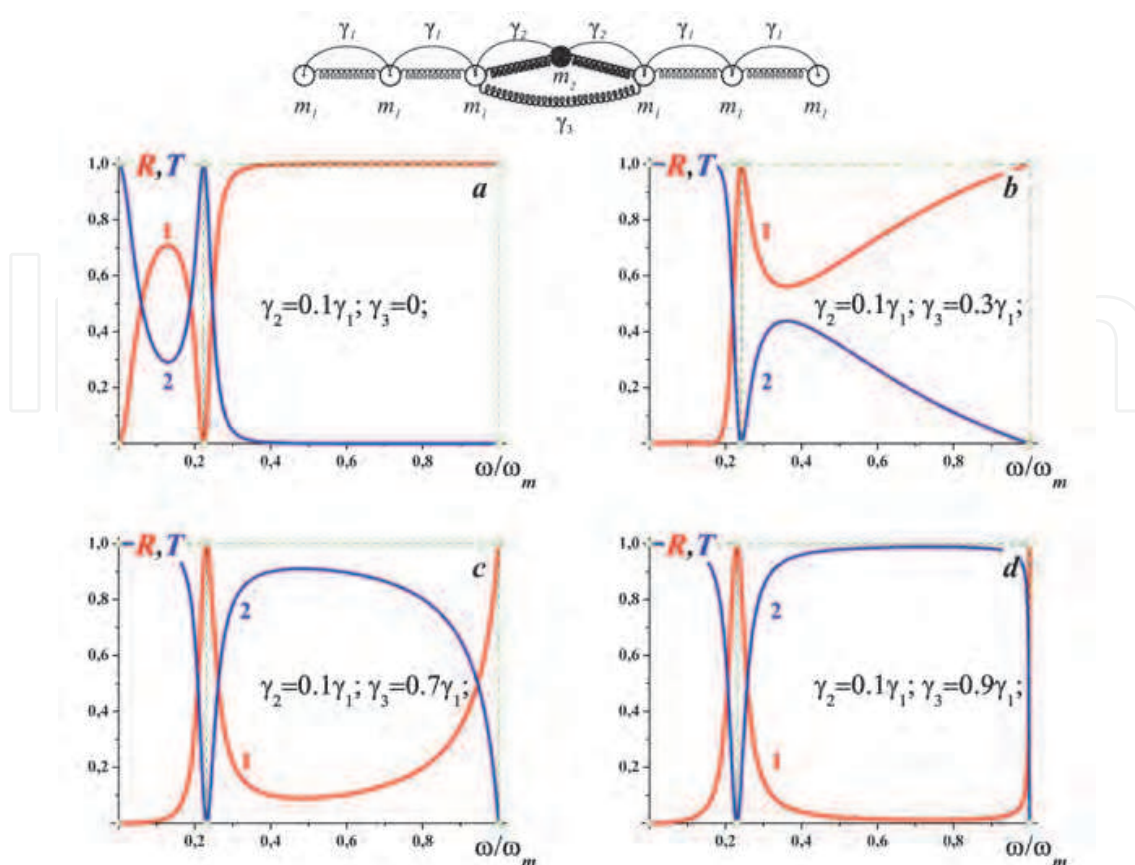 γ₁ γ₁ γ₂ γ₂ γ₁ γ₁
m₂
m₁ m₁ m₁ m₁ m₁ m₁
γ₃
1,0 R, T a
0,8
1
0,6
γ₂=0.1γ₁; γ₃=0;
0,4
2
0,2
0,2 0,4 0,6 0,8 ω/ωₘ
1,0 R, T b
0,8
1
0,6
γ₂=0.1γ₁; γ₃=0.3γ₁;
0,4
2
0,2
0,2 0,4 0,6 0,8 ω/ωₘ
1,0 R, T c
0,8
2
0,6
γ₂=0.1γ₁; γ₃=0.7γ₁;
0,4
0,2
1
0,2 0,4 0,6 0,8 ω/ωₘ
1,0 R, T d
0,8
2
0,6
γ₂=0.1γ₁; γ₃=0.9γ₁;
0,4
0,2
1
0,2 0,4 0,6 0,8 ω/ωₘ